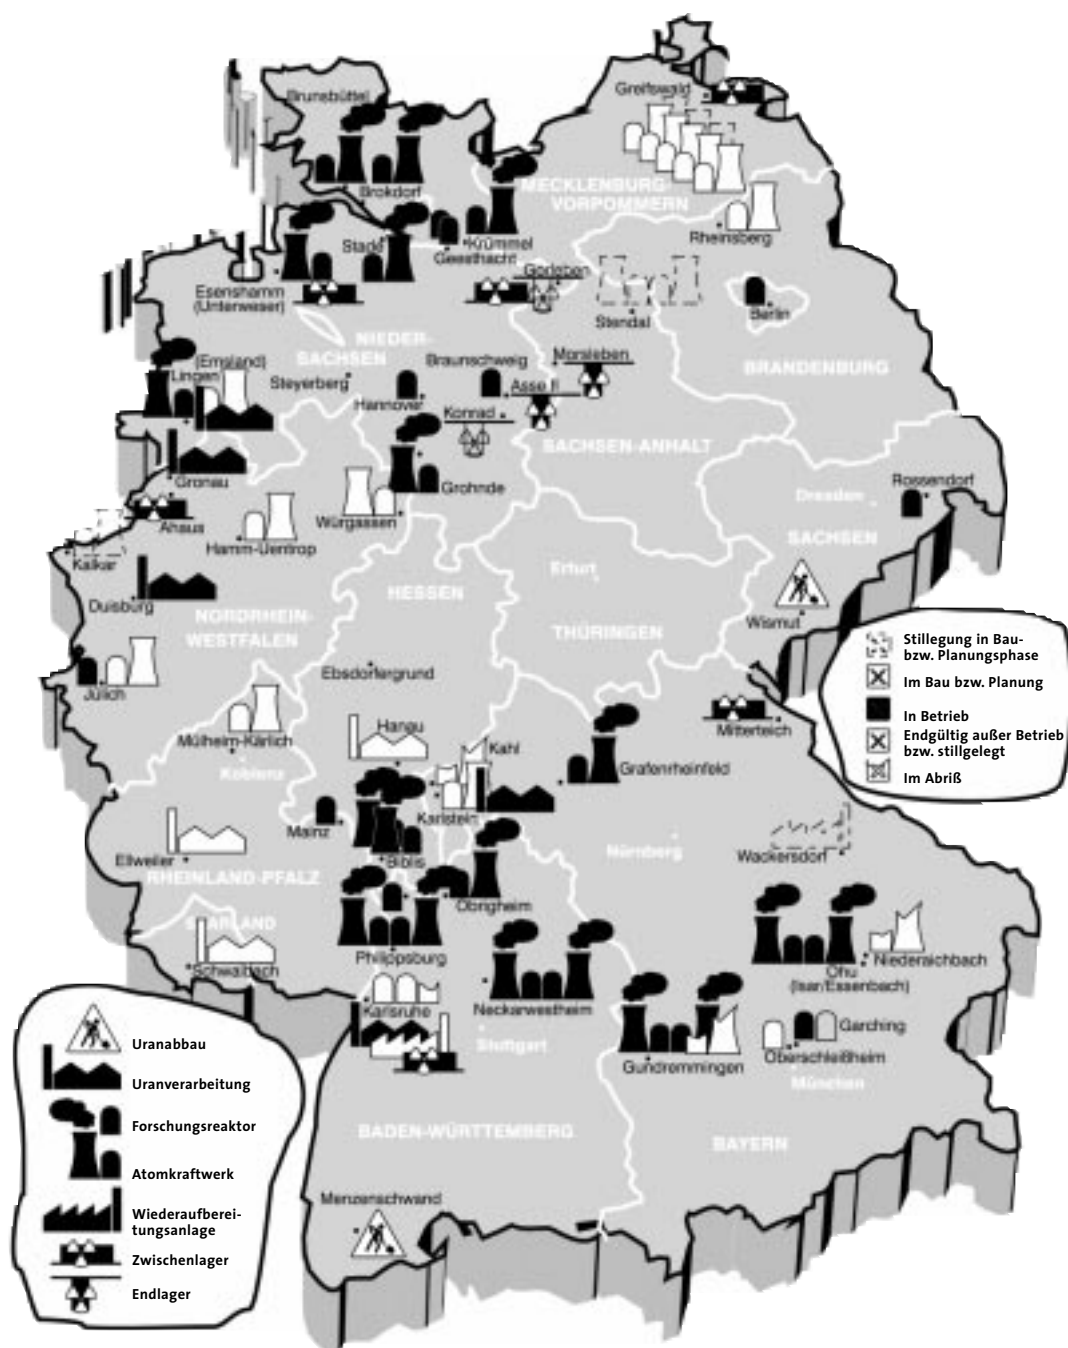 Brunsbüttel
Greifswald
Brokdorf
MECKLENBURG-
VORPOMMERN
Rheinsberg
Stade
Krümmel
Geesthacht
Gorleben
Esenshamm
(Unterweser)
Stendal
Berlin
NIEDER-
SACHSEN
(Emsland)
Lingen
Steyerberg
Braunschweig
Morsleben
BRANDENBURG
Hannover
Asse II
Konrad
SACHSEN-ANHALT
Gronau
Grohnde
Rossendorf
Dresden
Ahaus
Würgassen
Hamm-Uentrop
SACHSEN
Kalkar
Erfurt
HESSEN
Duisburg
NORDRHEIN-
WESTFALEN
THÜRINGEN
Wismut
Stillegung in Bau-
bzw. Planungsphase
Im Bau bzw. Planung
In Betrieb
Endgültig außer Betrieb
bzw. stillgelegt
Im Abriß
Jülich
Ebsdorfergrund
Mülheim-Kärlich
Hanau
Kahl
Mitterteich
Koblenz
Grafenrheinfeld
Mainz
Karlstein
Ellweiler
Biblis
Nürnberg
Wackersdorf
RHEINLAND-PFALZ
Obrigheim
SAARLAND
Schwalbach
Philippsburg
Niederaichbach
Ohu
(Isar/Essenbach)
Karlsruhe
Neckarwestheim
Garching
Stuttgart
Oberschleißheim
Gundremmingen
München
BADEN-WÜRTTEMBERG
BAYERN
Menzenschwand
Uranabbau
Uranverarbeitung
Forschungsreaktor
Atomkraftwerk
Wiederaufberei-
tungsanlage
Zwischenlager
Endlager